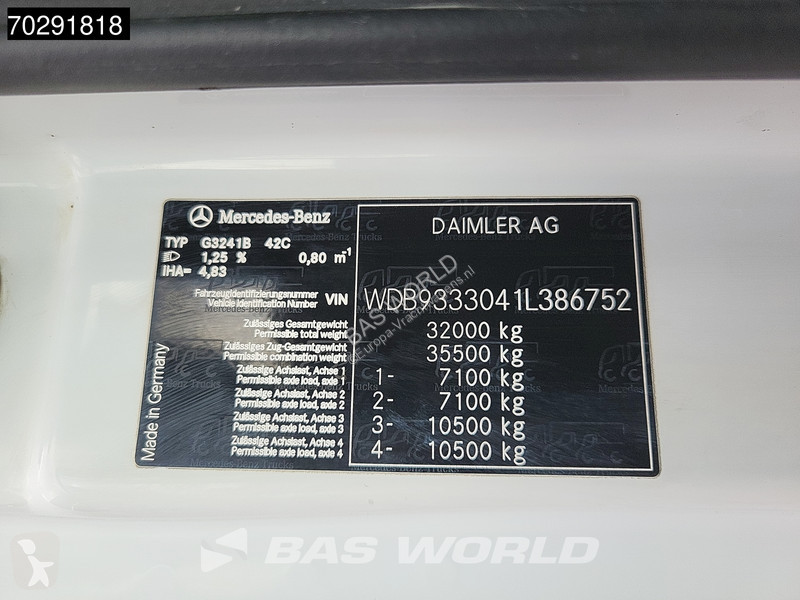 70291818
Mercedes-Benz
TYP G3241B 42C
1,25 % 0,80 m⁻¹
IHA= 4,83
DAIMLER AG
Fahrzeugidentifizierungsnummer
Vehicle Identification Number VIN WDB9333041L386752
Zulässiges Gesamtgewicht
Permissible total weight 32000 kg
Zulässiges Zug-Gesamtgewicht
Permissible combination weight 35500 kg
Zulässige Achslast, Achse 1
Permissible axle load, axle 1 1- 7100 kg
Zulässige Achslast, Achse 2
Permissible axle load, axle 2 2- 7100 kg
Zulässige Achslast, Achse 3
Permissible axle load, axle 3 3- 10500 kg
Zulässige Achslast, Achse 4
Permissible axle load, axle 4 4- 10500 kg
Made in Germany
BAS WORLD
BAS WORLD